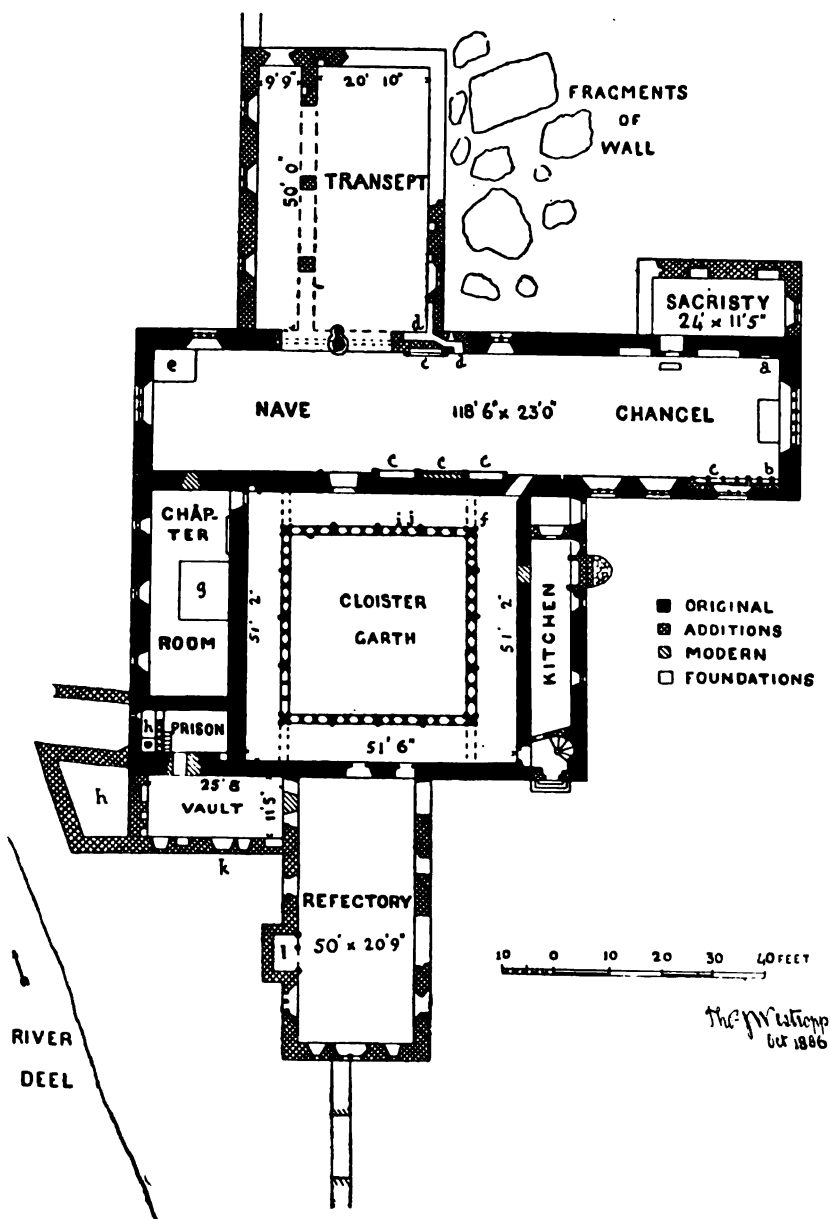 9' 9"
20' 10"
FRAGMENTS
OF
WALL
50' 0"
TRANSEPT
SACRISTY
24' × 11'5"
d
c
d
a
e
NAVE
118'6" × 23'0"
CHANCEL
c
c
c
c
b
CHAP-
TER
j j
f
g
CLOISTER
GARTH
51' 2"
51' 2"
KITCHEN
ROOM
ORIGINAL
ADDITIONS
MODERN
FOUNDATIONS
h
PRISON
51'6"
h
25'8
VAULT
11'5"
k
REFECTORY
50' × 20'9"
l
10 0 10 20 30 40 FEET
Thos J Westropp
Oct 1886
RIVER
DEEL